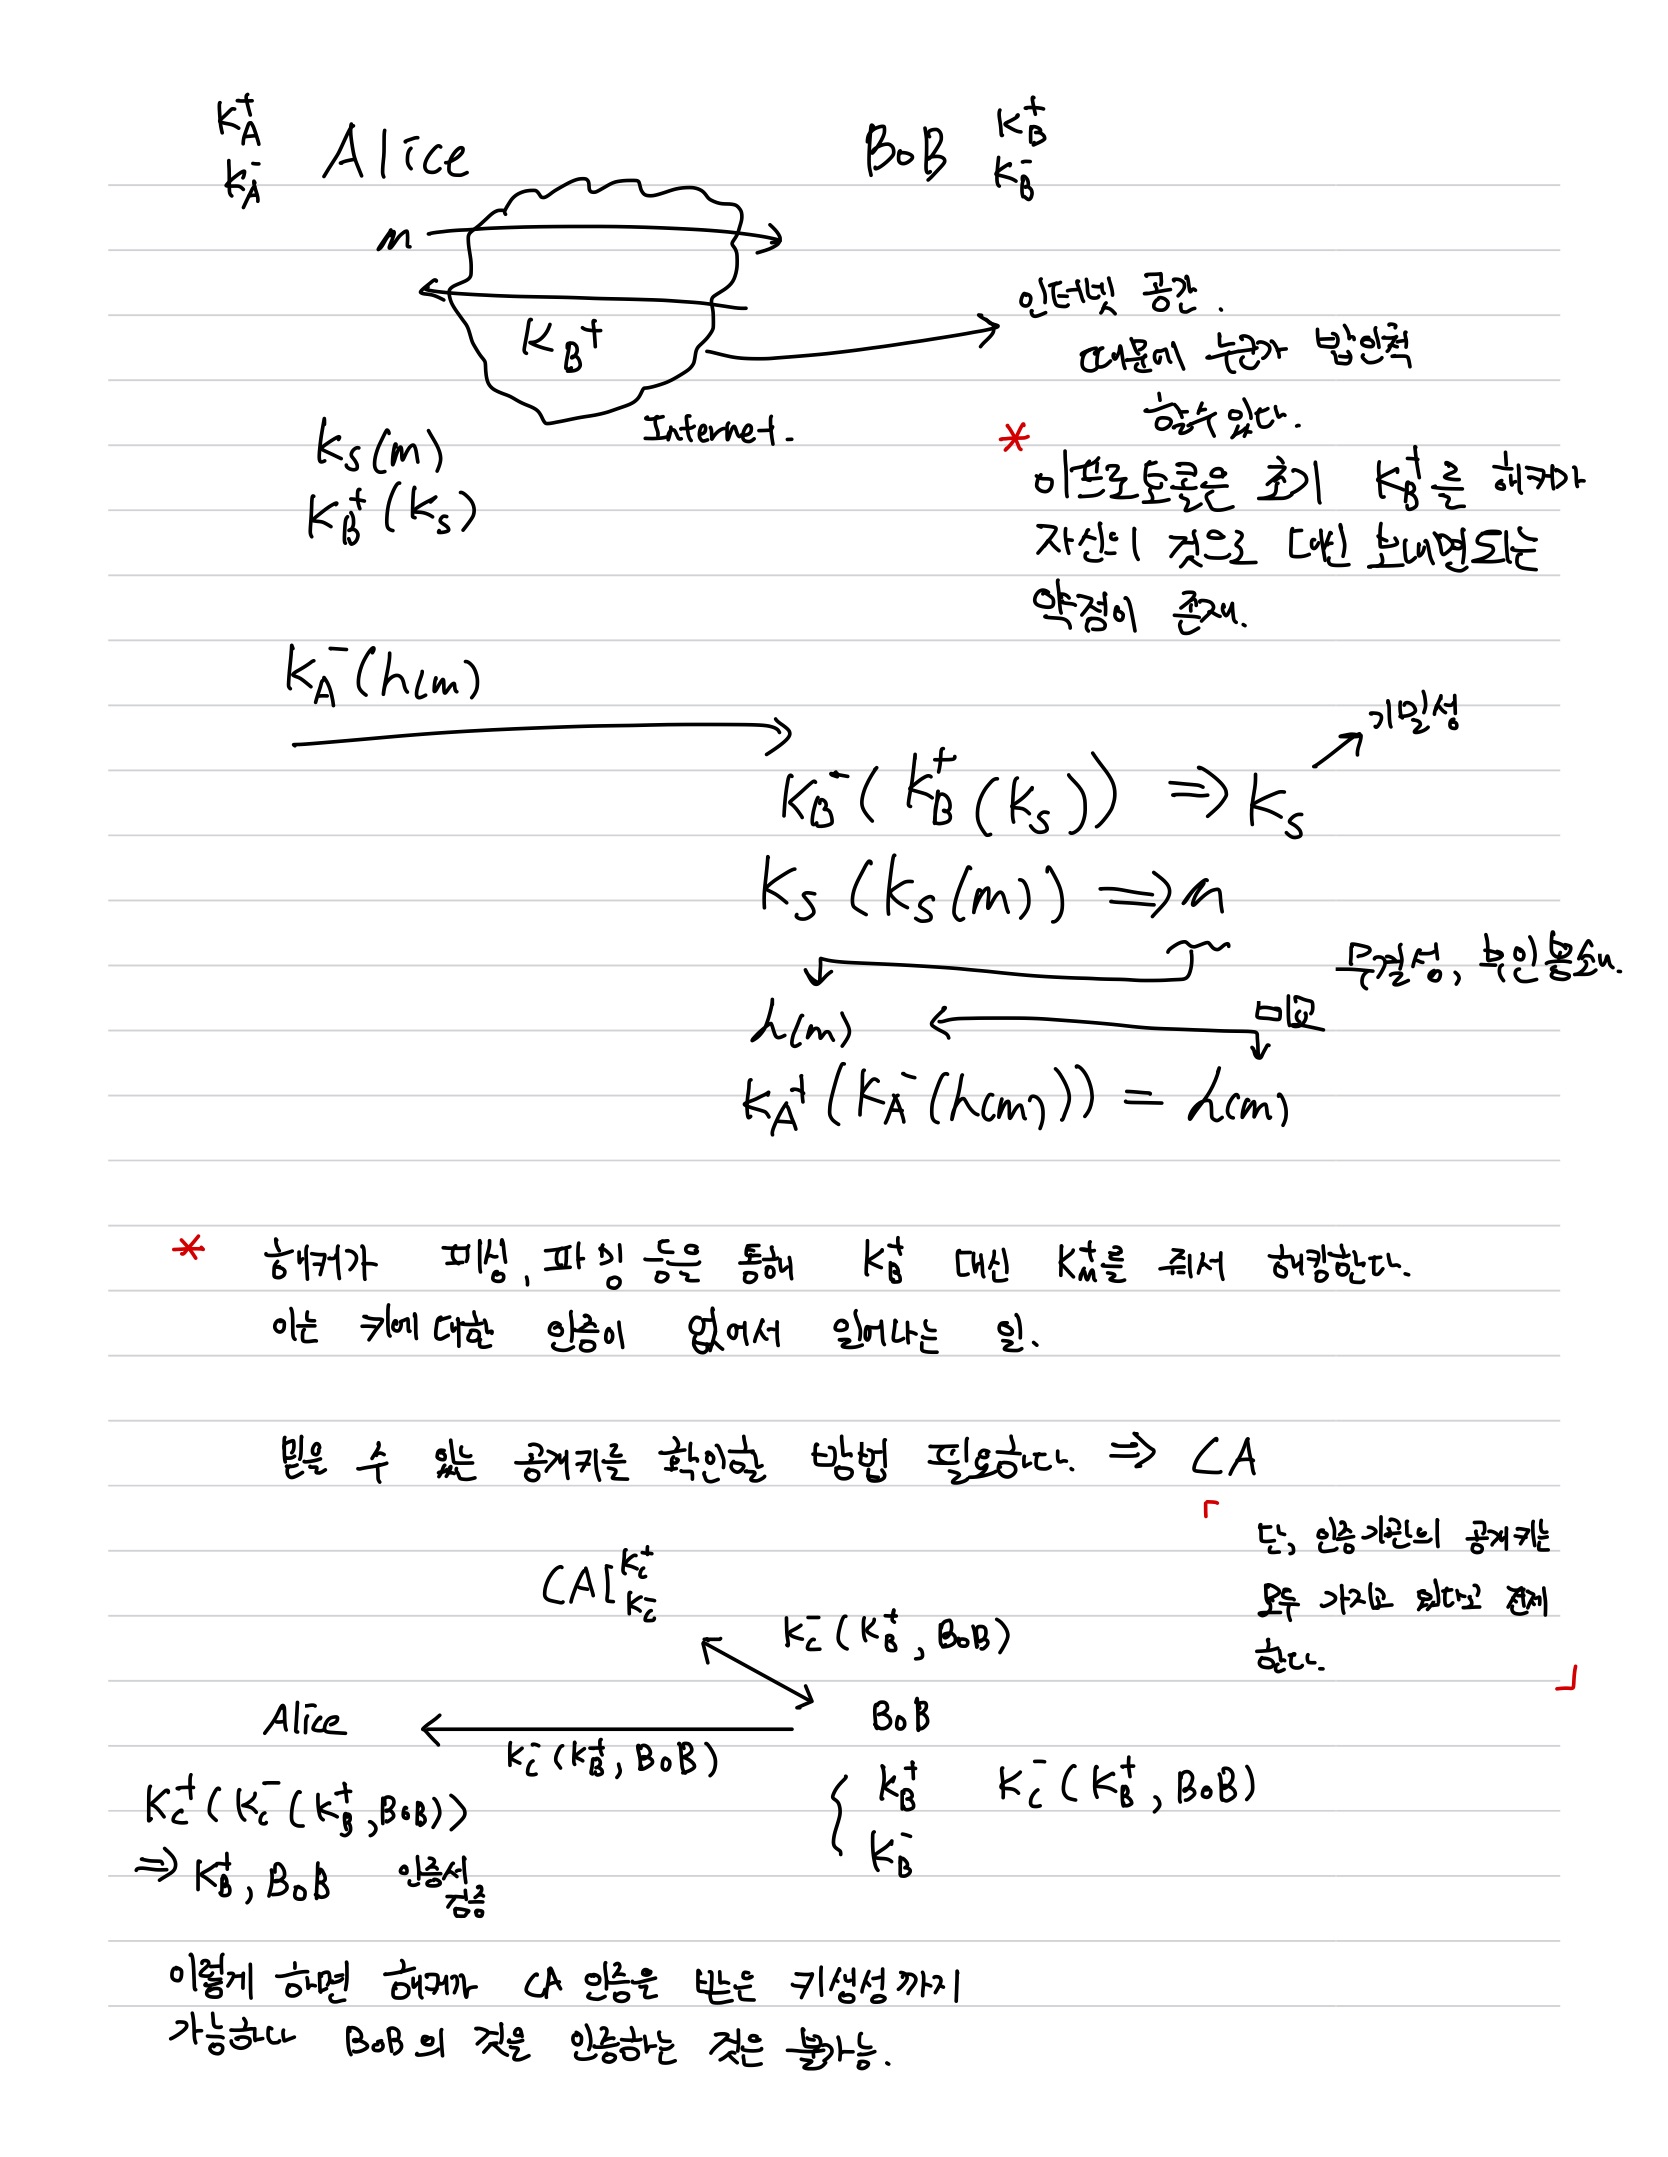 K_A^+ Alice BoB K_B^+
K_A^- K_B^-
m
K_B^+
인터넷 공간.
때문에 누군가 밥인척
할수있다.
Internet.
K_S(m)
K_B^+(K_S)
* 이프로토콜은 초기 K_B^+를 해커가
자신의 것으로 대신 보내면되는
약점이 존재.
K_A^-(h(m)
K_B^-(K_B^+(K_S)) ⇒ K_S 기밀성
K_S(K_S(m)) ⇒ m
무결성, 부인봉쇄.
h(m) 비교
K_A^+(K_A^-(h(m))) = h(m)
* 해커가 피싱, 파싱 등을 통해 K_B^+ 대신 K_M^+를 줘서 해킹한다.
이는 키에 대한 인증이 없어서 일어나는 일.
믿을 수 있는 공개키를 확인할 방법 필요하다. ⇒ CA
「 단, 인증기관의 공개키는
모두 가지고 있다고 전제
한다. 」
CA [ K_C^+
K_C^-
K_C^-(K_B^+, BoB)
Alice BoB
K_C^-(K_B^+, BoB)
{ K_B^+ K_C^-(K_B^+, BoB)
K_B^-
K_C^+(K_C^-(K_B^+, BoB))
⇒ K_B^+, BoB 인증서
검증
이렇게 하면 해커가 CA 인증을 받은 키생성까지
가능하다 BoB의 것을 인증하는 것은 불가능.